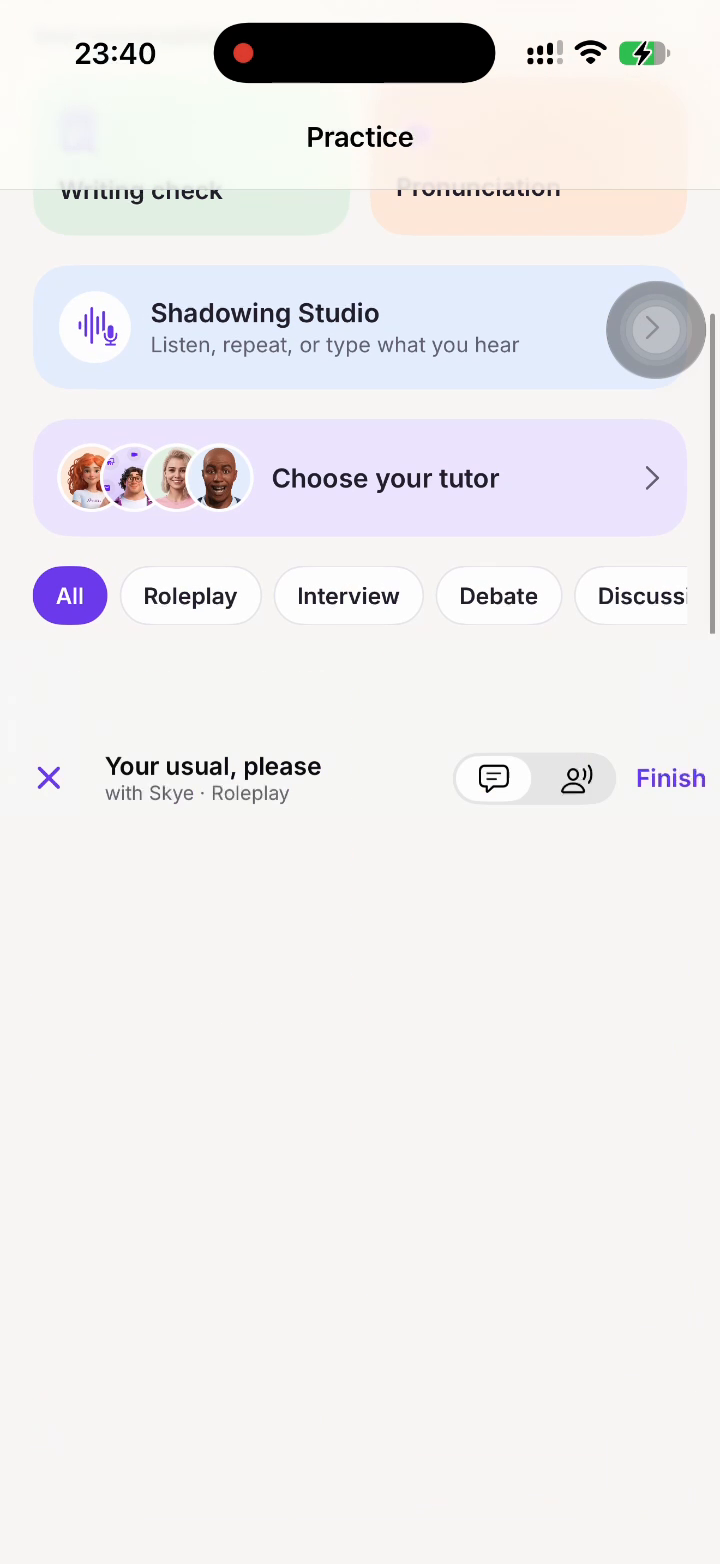 23:40
Practice
Writing check
Pronunciation
Shadowing Studio
Listen, repeat, or type what you hear
Choose your tutor
All
Roleplay
Interview
Debate
Discussi
Your usual, please
with Skye · Roleplay
Finish